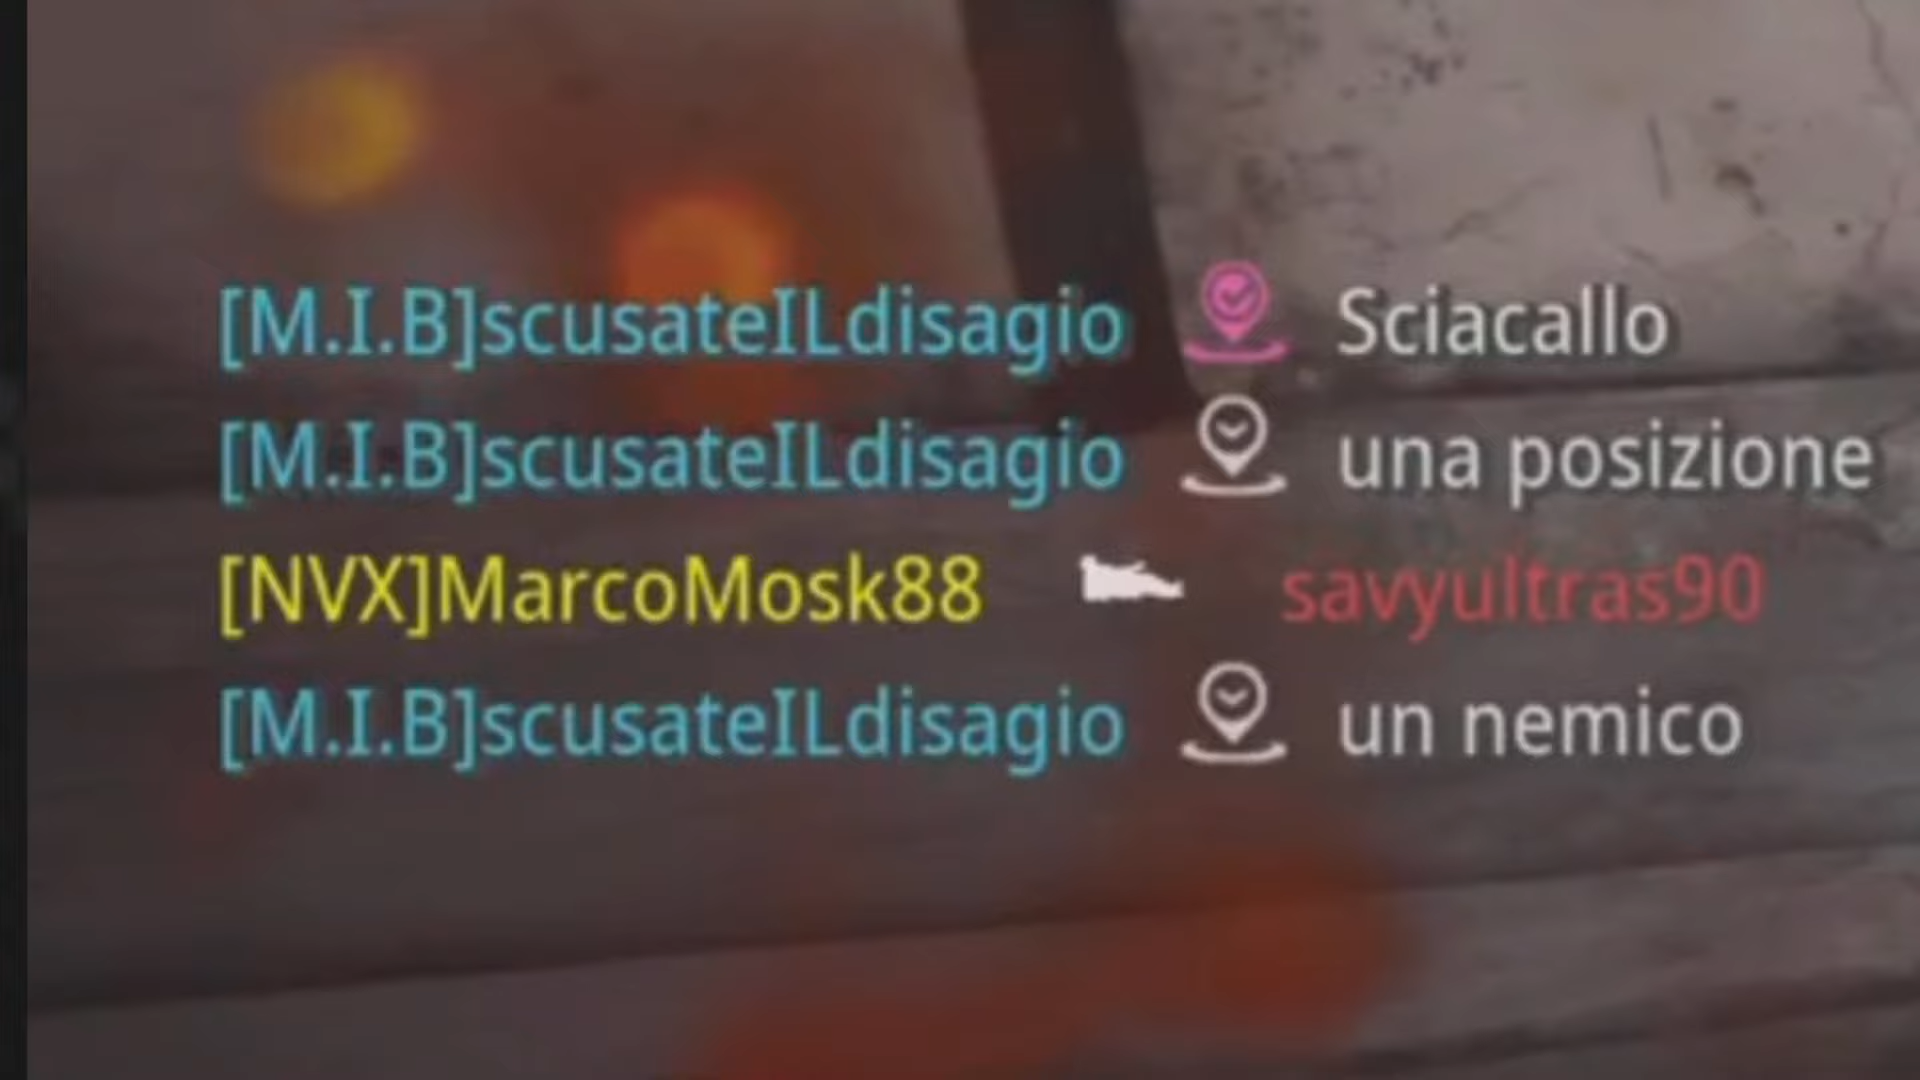 [M.I.B]scusateILdisagio Sciacallo
[M.I.B]scusateILdisagio una posizione
[NVX]MarcoMosk88 savyultras90
[M.I.B]scusateILdisagio un nemico